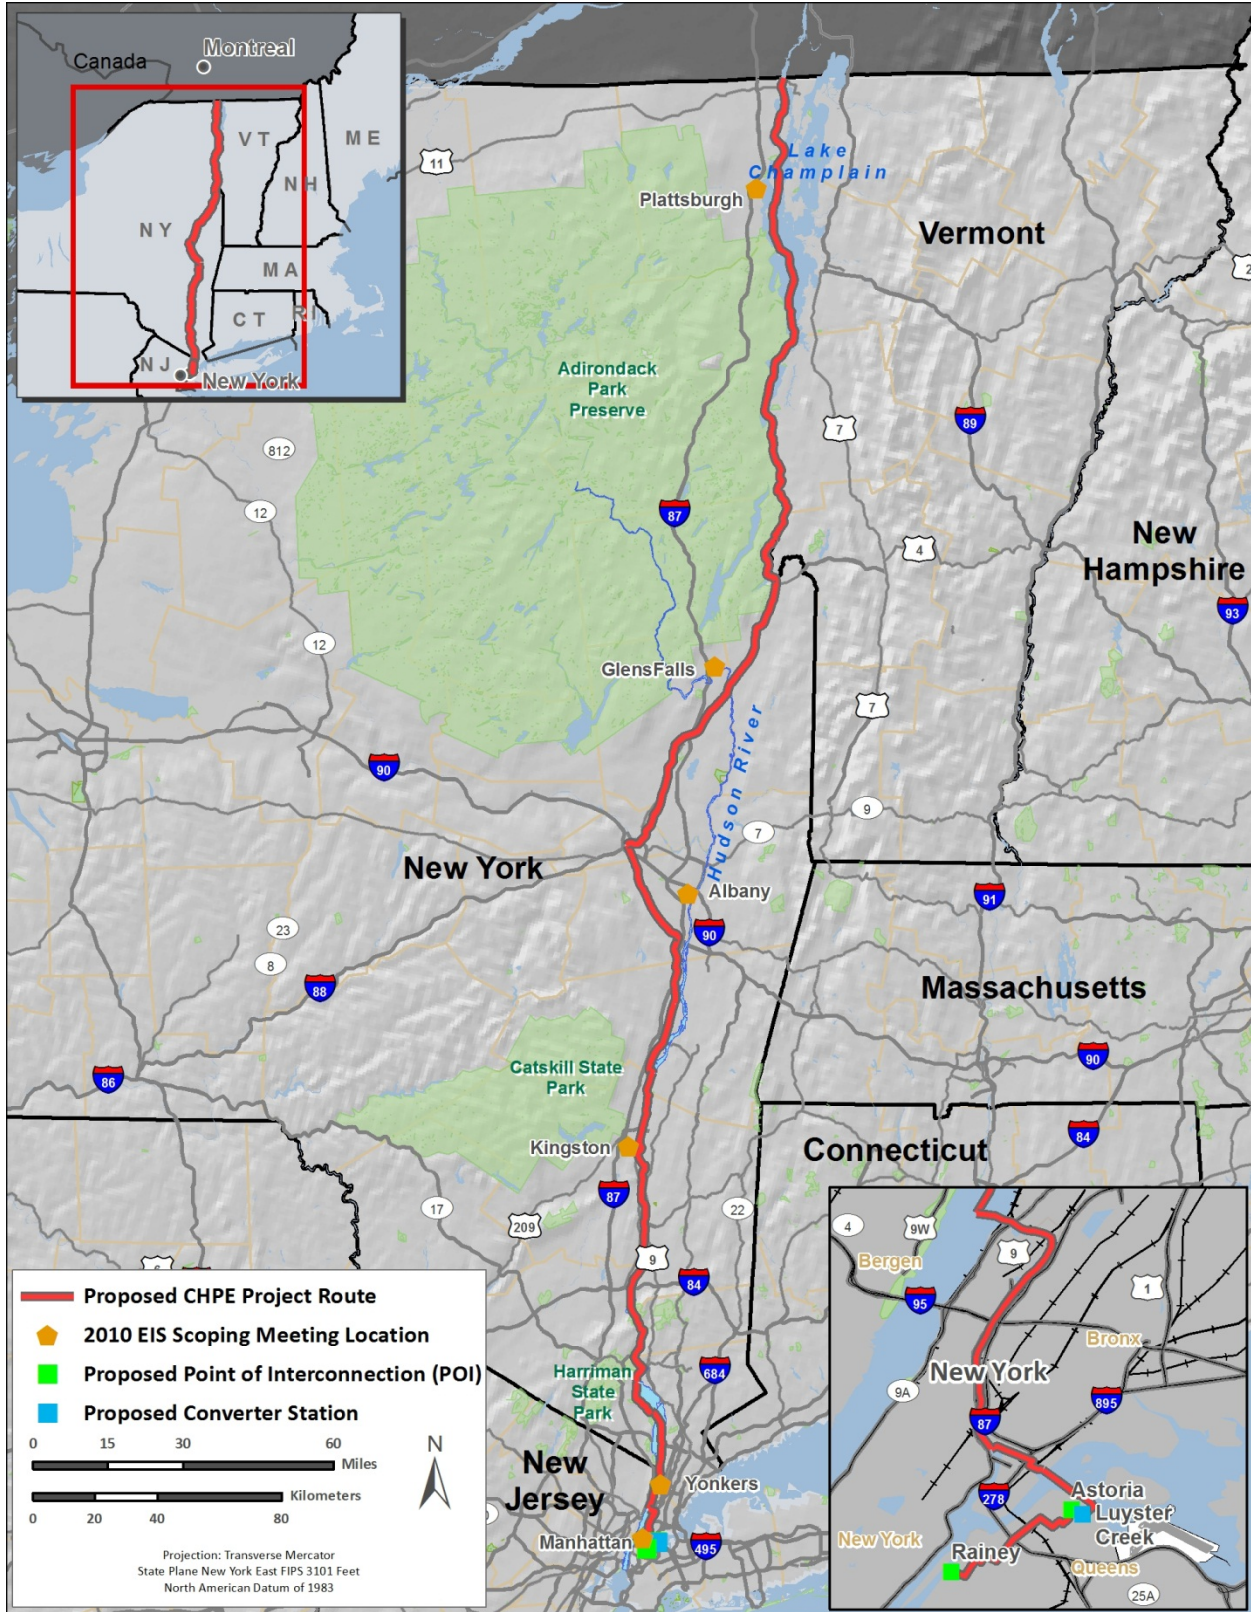 Montreal
Canada
VT
ME
NH
NY
MA
CT
RI
NJ
New York
11
Lake
Champlain
Plattsburgh
Vermont
2
Adirondack
Park
Preserve
7
89
812
12
87
4
New
Hampshire
93
12
GlensFalls
7
Hudson River
90
9
7
New York
Albany
91
23
90
8
88
Massachusetts
90
86
Catskill State
Park
84
Kingston
Connecticut
87
17
209
22
9
84
6
684
Harriman
State
Park
New
Jersey
Yonkers
Manhattan
495
Proposed CHPE Project Route
2010 EIS Scoping Meeting Location
Proposed Point of Interconnection (POI)
Proposed Converter Station
0 15 30 60
Miles
Kilometers
0 20 40 80
N
Projection: Transverse Mercator
State Plane New York East FIPS 3101 Feet
North American Datum of 1983
4
9W
9
Bergen
95
1
Bronx
New York
9A
895
87
278
Astoria
Luyster
Creek
New York
Rainey
Queens
25A